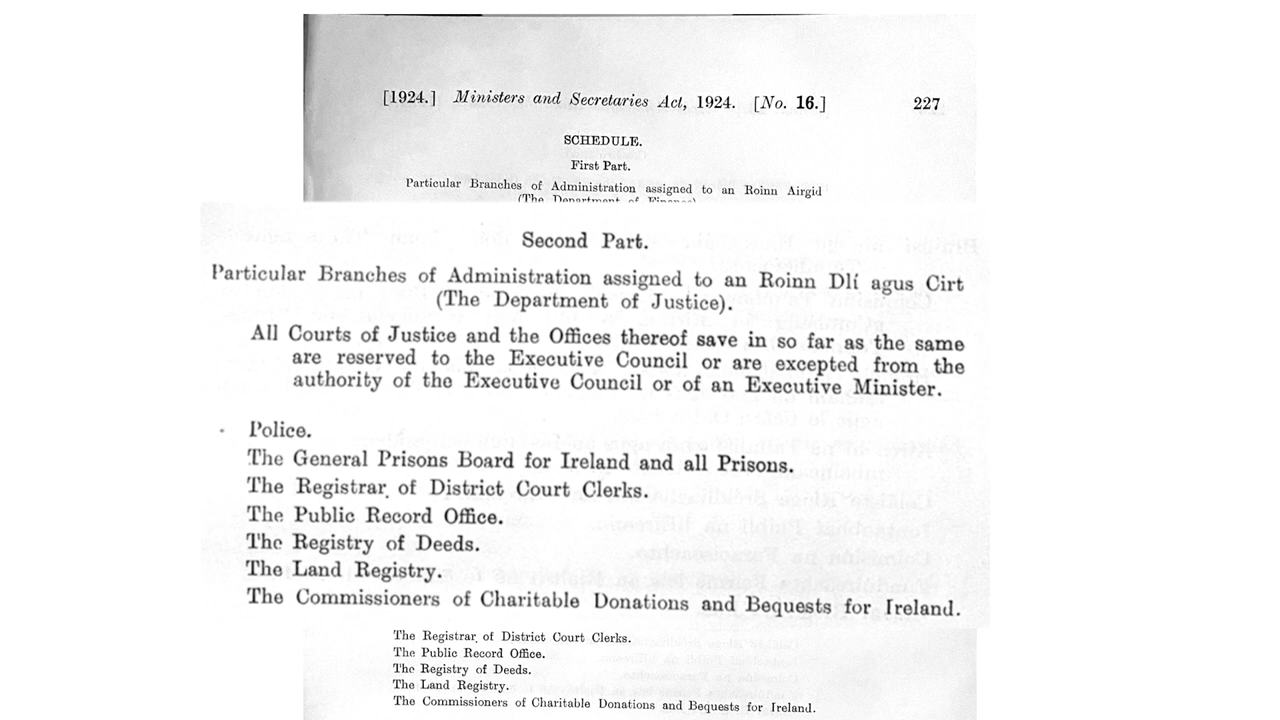 [1924.] Ministers and Secretaries Act, 1924. [No. 16.] 227
SCHEDULE.
First Part.
Particular Branches of Administration assigned to an Roinn Airgid
(The Department of Finance)
Second Part.
Particular Branches of Administration assigned to an Roinn Dlí agus Cirt
(The Department of Justice).
All Courts of Justice and the Offices thereof save in so far as the same
are reserved to the Executive Council or are excepted from the
authority of the Executive Council or of an Executive Minister.
Police.
The General Prisons Board for Ireland and all Prisons.
The Registrar of District Court Clerks.
The Public Record Office.
The Registry of Deeds.
The Land Registry.
The Commissioners of Charitable Donations and Bequests for Ireland.
The Registrar of District Court Clerks.
The Public Record Office.
The Registry of Deeds.
The Land Registry.
The Commissioners of Charitable Donations and Bequests for Ireland.